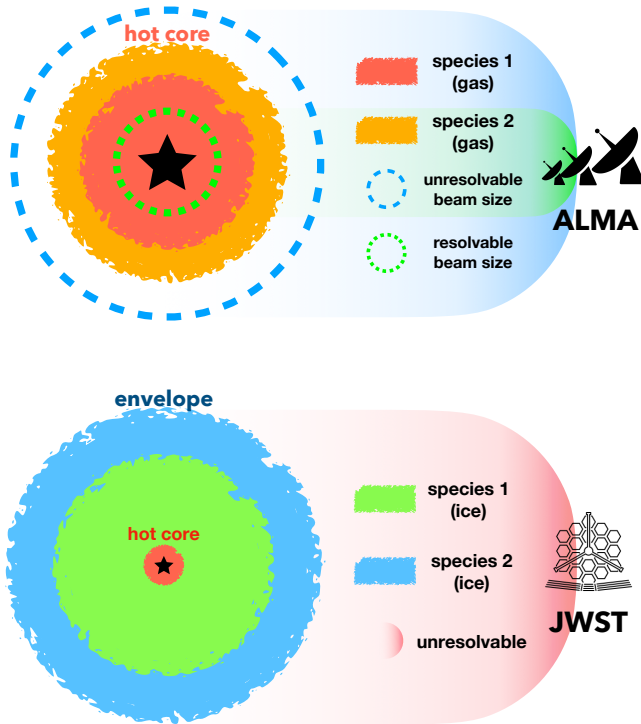 hot core
species 1
(gas)
species 2
(gas)
unresolvable
beam size
resolvable
beam size
ALMA
envelope
hot core
species 1
(ice)
species 2
(ice)
unresolvable
JWST